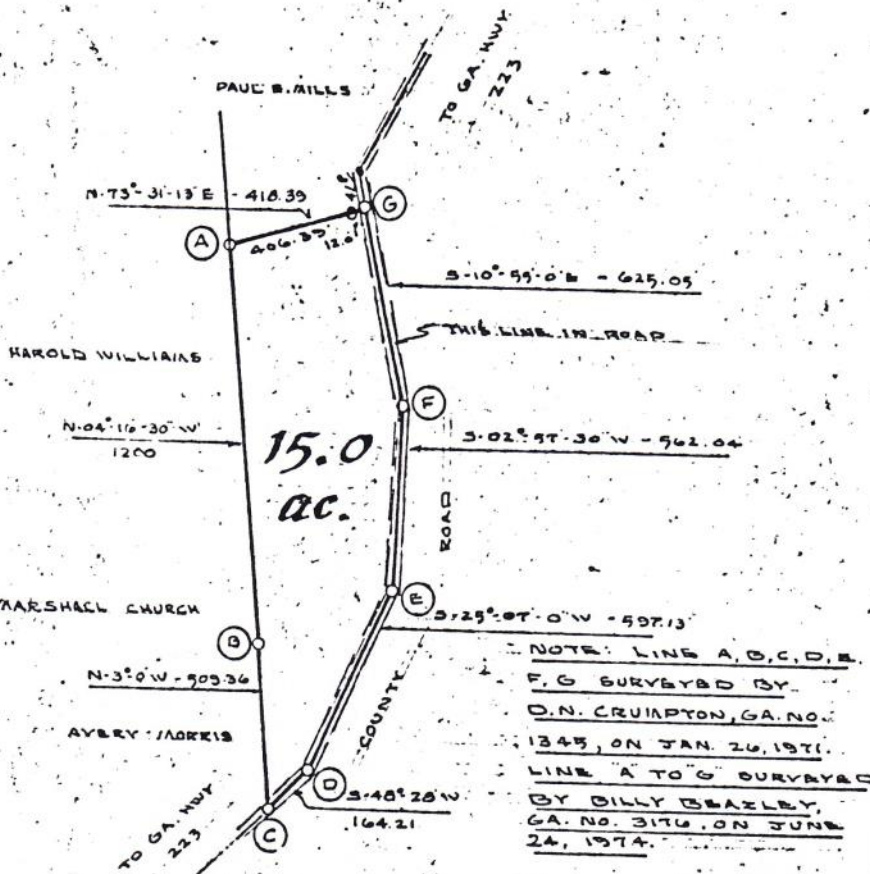 PAUL B. MILLS
TO GA. HWY
223
N-73°-31-13 E - 418.39
41.8
G
A
406.39
12.0
S-10°-55-0 E - 625.05
THIS LINE IN ROAD
HAROLD WILLIAMS
F
N-04°-16-30 W
1200
15.0
ac.
S-02°-57-30 W - 562.04
ROAD
E
MARSHALL CHURCH
S-25°-07-0 W - 597.13
B
N-3°-0 W - 509.36
COUNTY
AVERY MORRIS
D
S-48° 28 W
164.21
C
TO GA. HWY
223
NOTE: LINE A, B, C, D, E.
F, G SURVEYED BY
D.N. CRUMPTON, GA. NO.
1345, ON JAN. 26, 1971.
LINE "A" TO "G" SURVEYED
BY BILLY BEAZLEY,
GA. NO. 3176, ON JUNE
24, 1974.